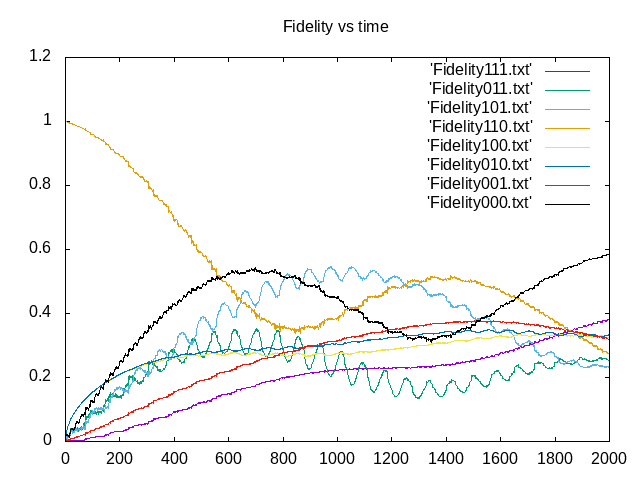 Fidelity vs time
1.2
1
0.8
0.6
0.4
0.2
0
0 200 400 600 800 1000 1200 1400 1600 1800 2000
'Fidelity111.txt'
'Fidelity011.txt'
'Fidelity101.txt'
'Fidelity110.txt'
'Fidelity100.txt'
'Fidelity010.txt'
'Fidelity001.txt'
'Fidelity000.txt'